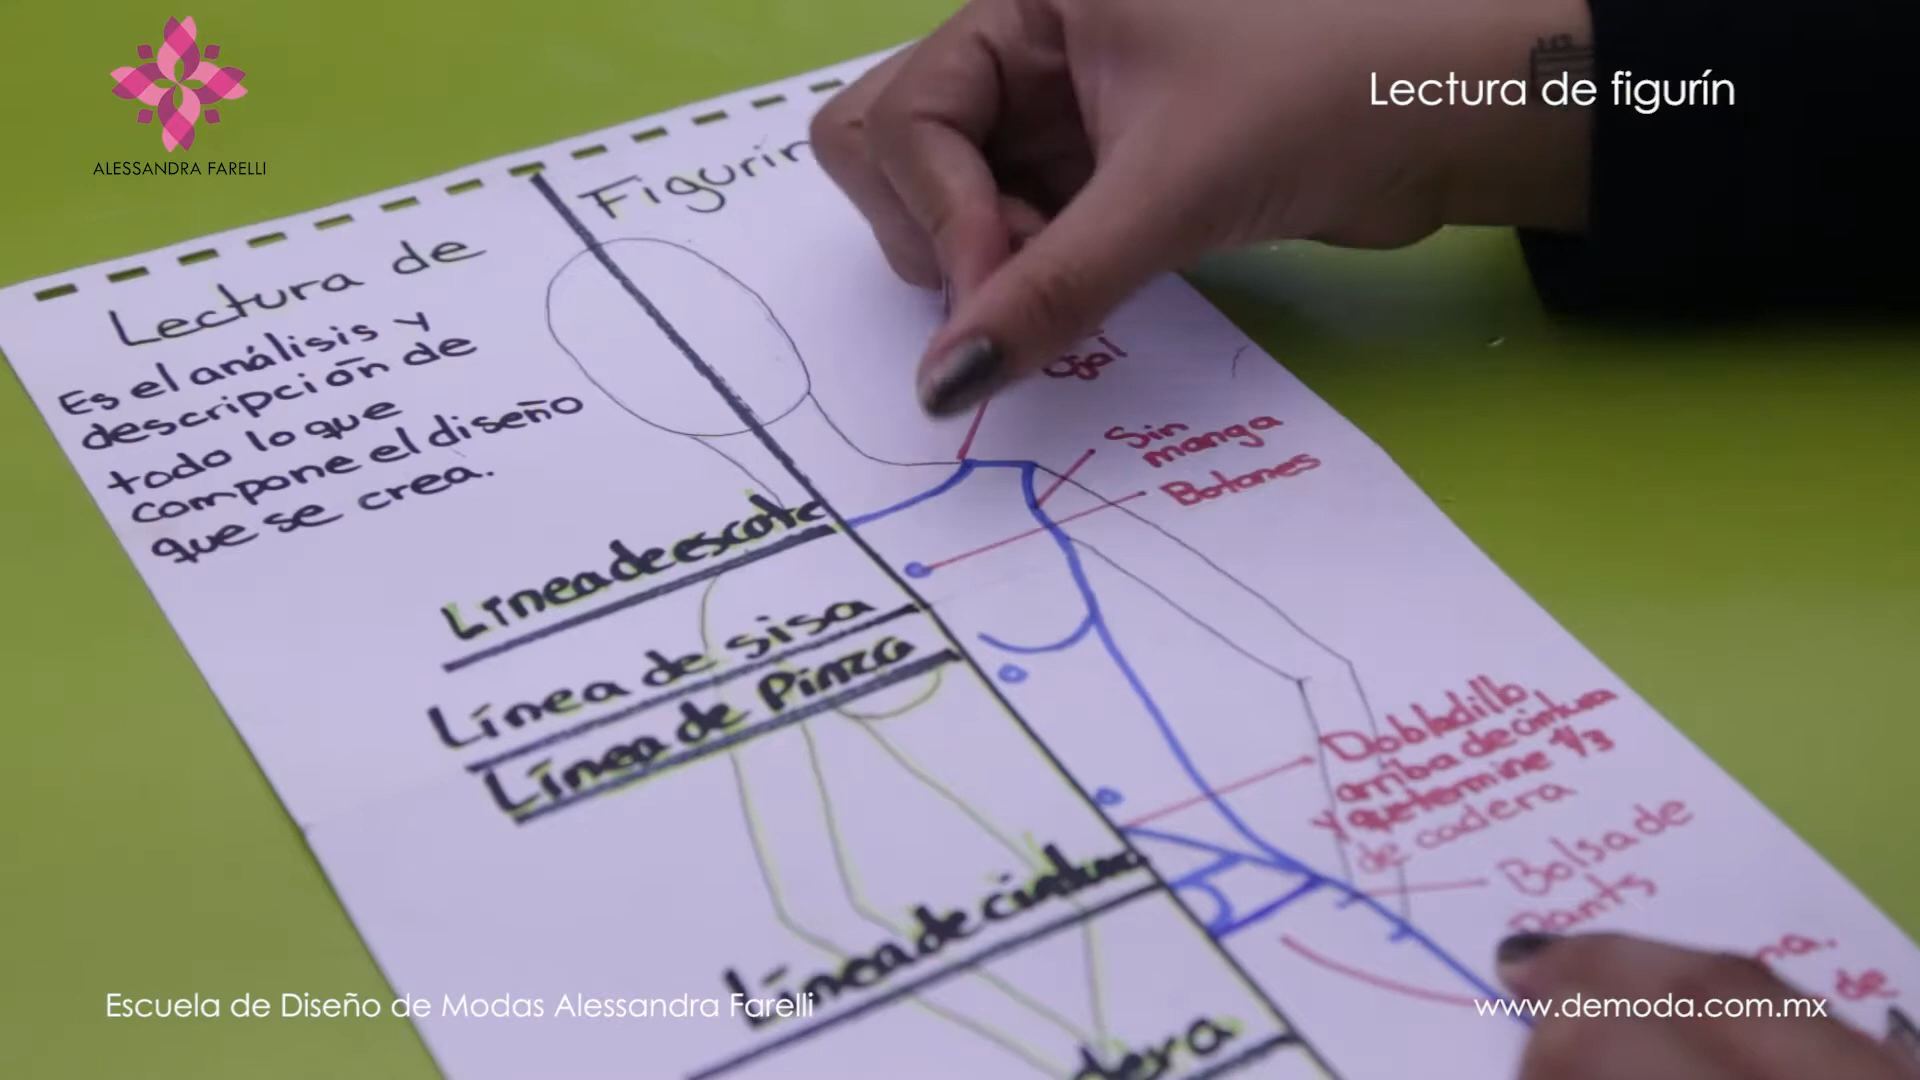 ALESSANDRA FARELLI
Lectura de figurín
Lectura de
Figurín
Es el análisis y
descripción de
todo lo que
compone el diseño
que se crea.
Línea de escote
Línea de sisa
Línea de Pinza
Línea de cintura
Ojal
Sin
manga
Botones
Dobladillo
arriba de cintura
y que termine 1/3
de cadera
Bolsa de
Pants
de
Escuela de Diseño de Modas Alessandra Farelli
www.demoda.com.mx